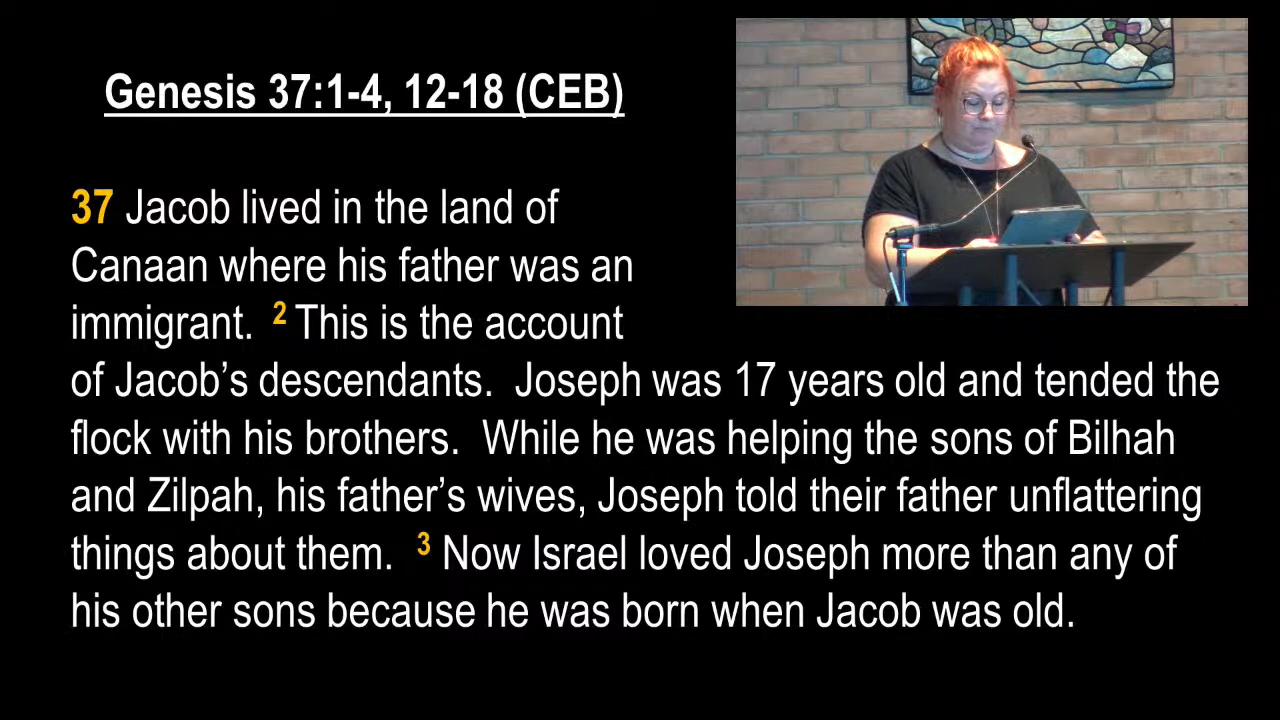 Genesis 37:1-4, 12-18 (CEB)
37 Jacob lived in the land of
Canaan where his father was an
immigrant. 2 This is the account
of Jacob’s descendants. Joseph was 17 years old and tended the
flock with his brothers. While he was helping the sons of Bilhah
and Zilpah, his father’s wives, Joseph told their father unflattering
things about them. 3 Now Israel loved Joseph more than any of
his other sons because he was born when Jacob was old.